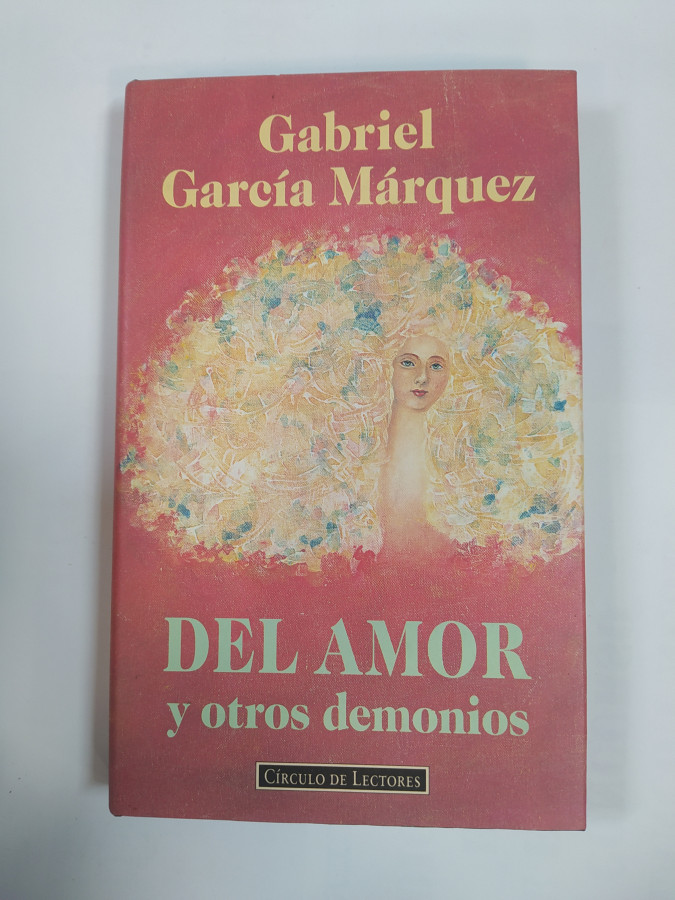 Gabriel
García Márquez
DEL AMOR
y otros demonios
CÍRCULO DE LECTORES